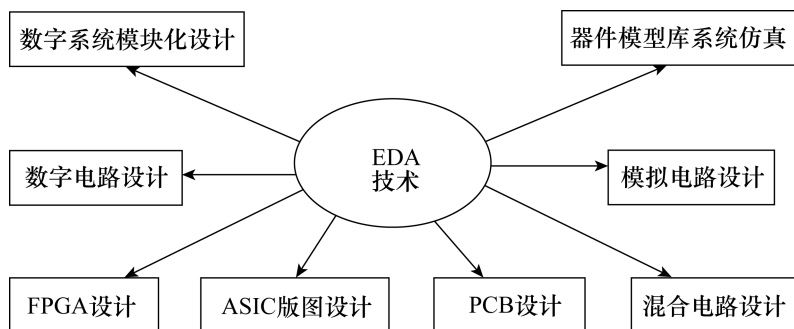 数字系统模块化设计
器件模型库系统仿真
EDA
技术
数字电路设计
模拟电路设计
FPGA设计
ASIC版图设计
PCB设计
混合电路设计